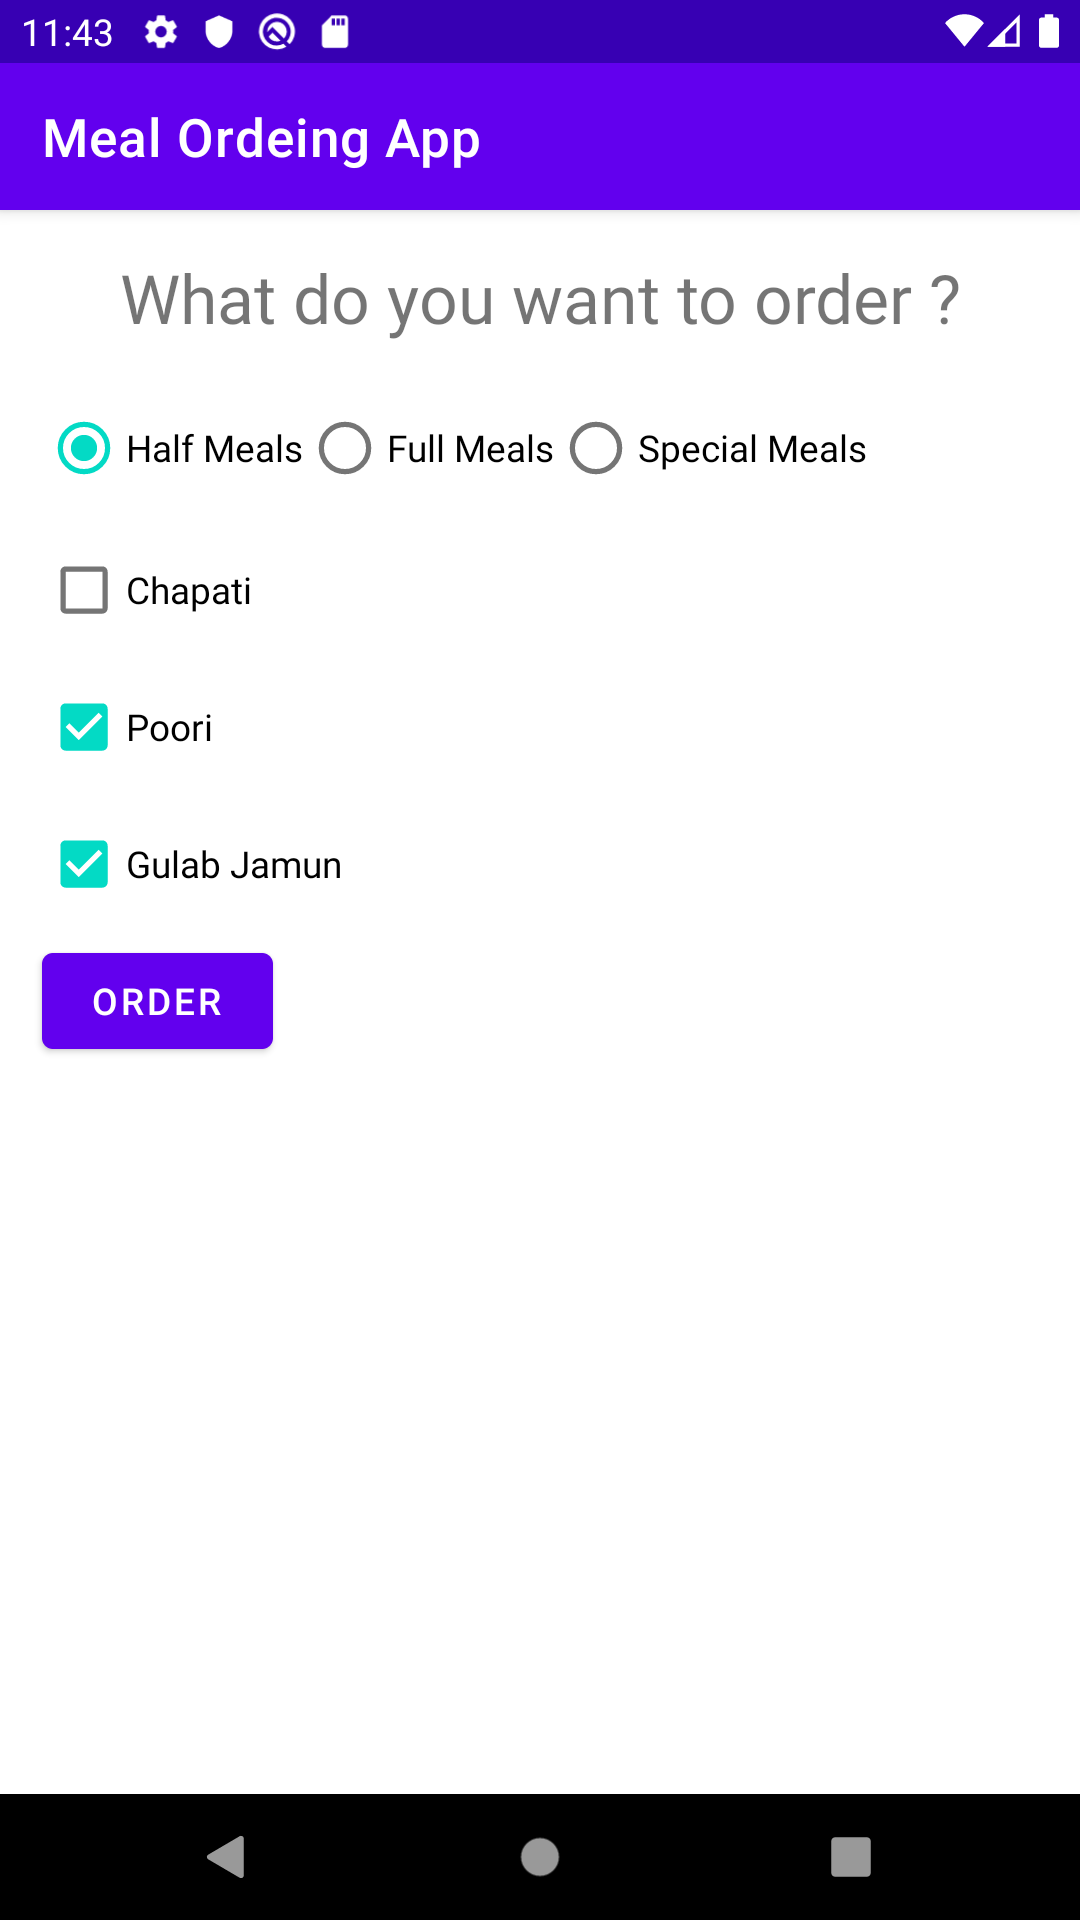 11:43
Meal Ordeing App
What do you want to order ?
Half Meals Full Meals Special Meals
Chapati
Poori
Gulab Jamun
ORDER